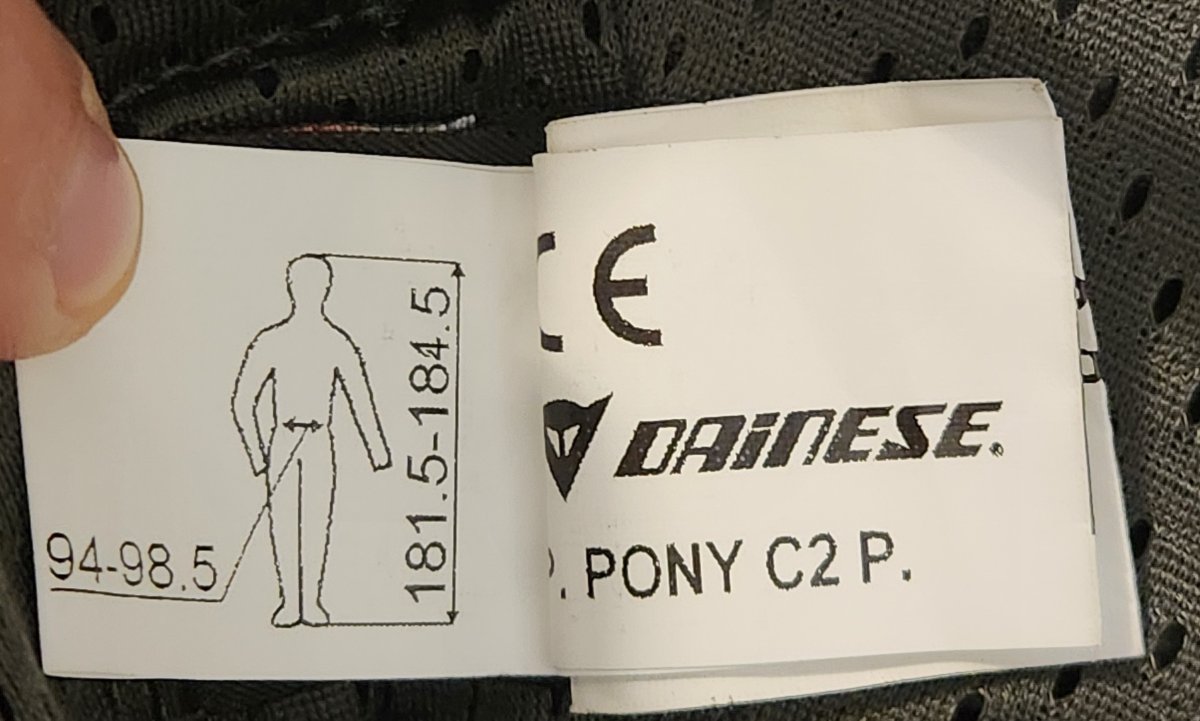 181.5-184.5
94-98.5
CE
DAINESE®
P. PONY C2 P.